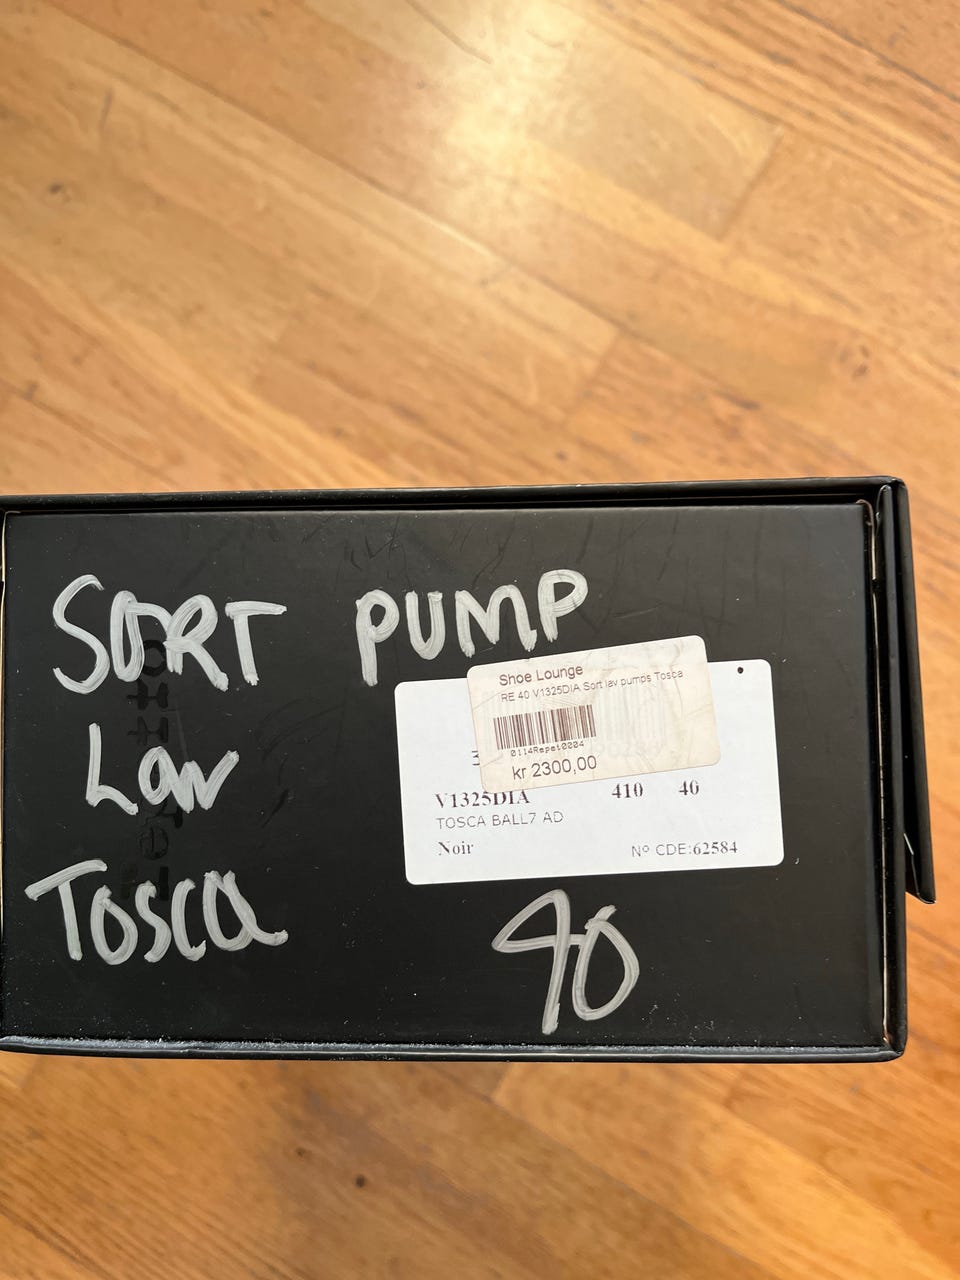 SORT PUMP
Lav
Tosca
40
Shoe Lounge
RE 40 V1325DIA Sort lav pumps Tosca
0114Repet0004
kr 2300,00
V1325DIA 410 40
TOSCA BALL7 AD
Noir Nº CDE:62584